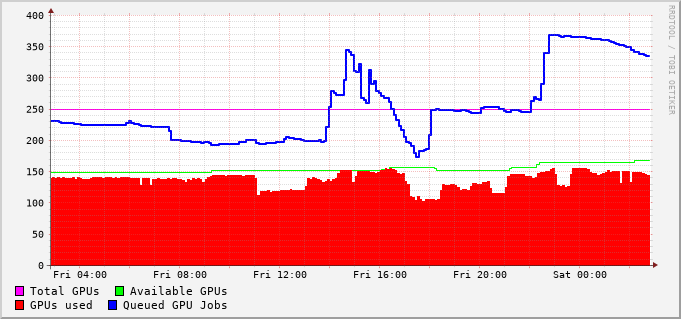 400
350
300
250
200
150
100
50
0
Fri 04:00 Fri 08:00 Fri 12:00 Fri 16:00 Fri 20:00 Sat 00:00
Total GPUs Available GPUs
GPUs used Queued GPU Jobs
RRDTOOL / TOBI OETIKER